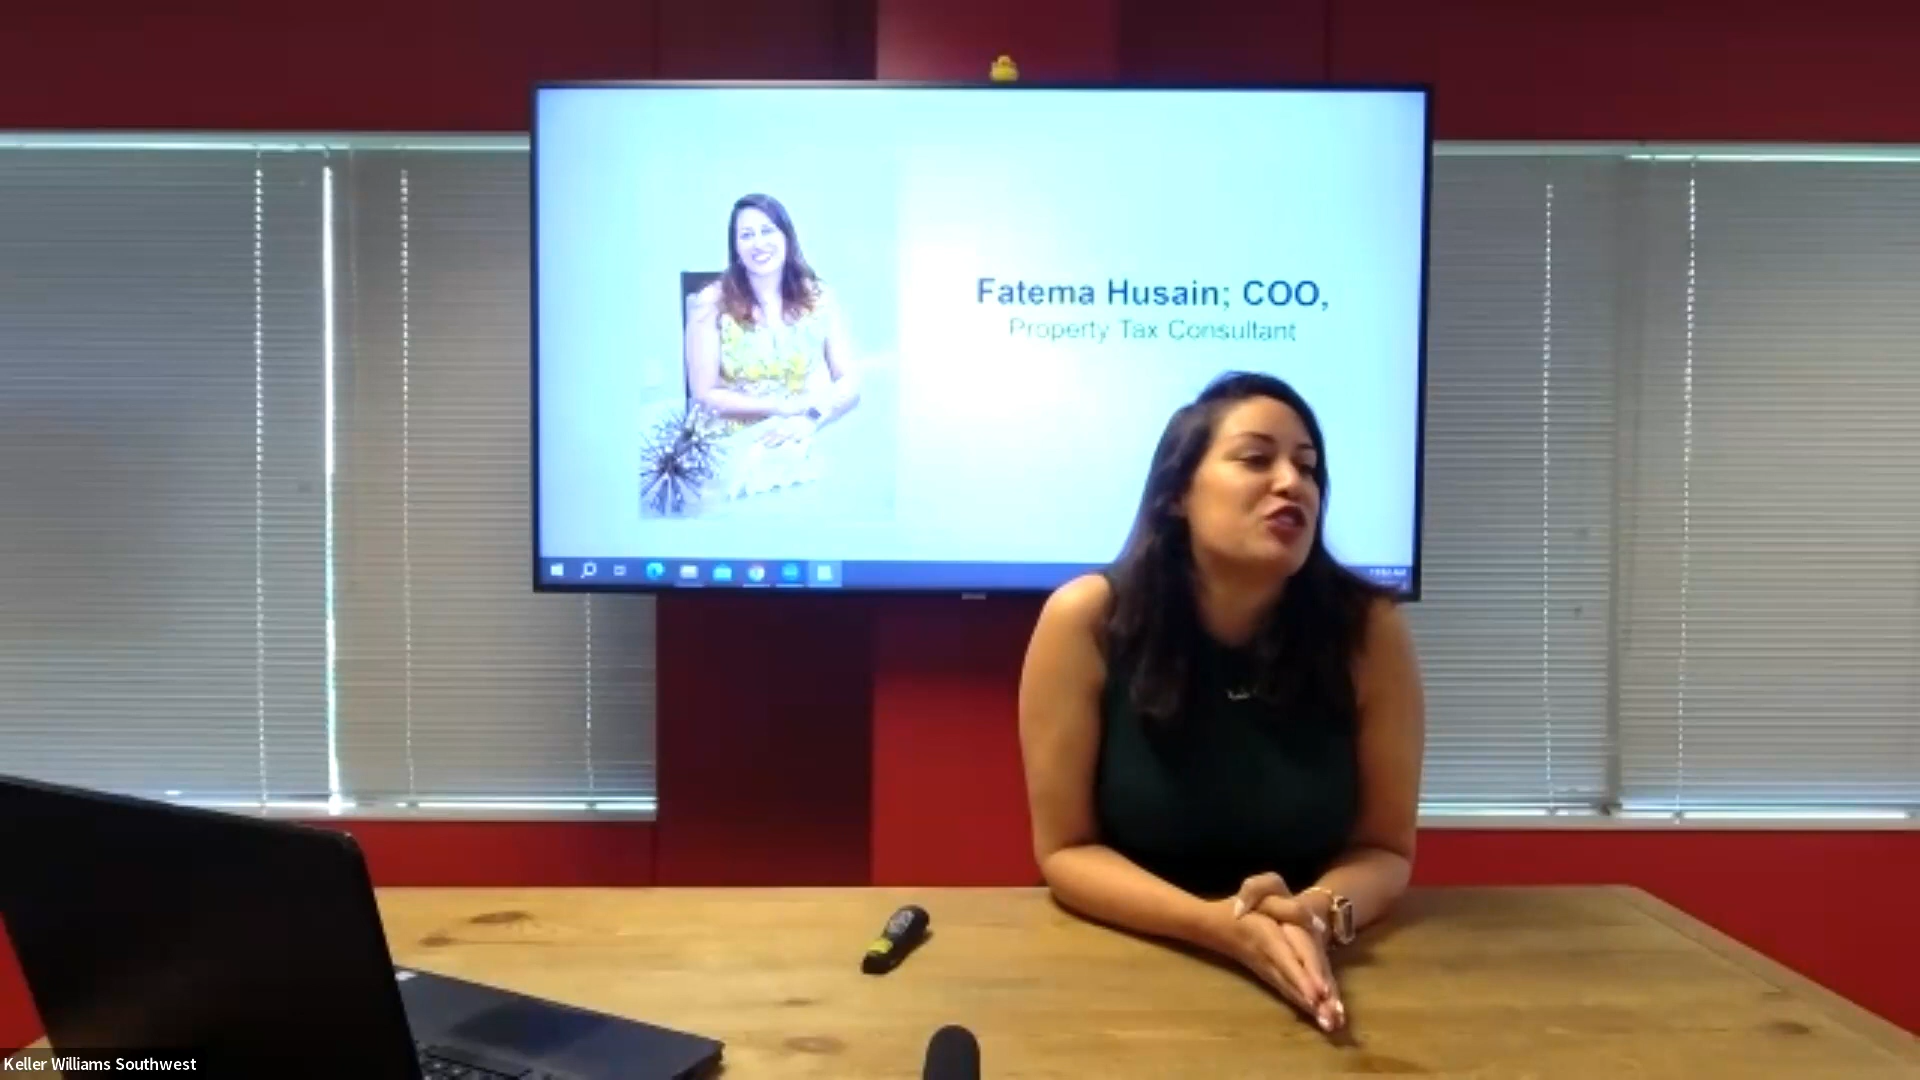 Fatema Husain; COO,
Property Tax Consultant
Keller Williams Southwest